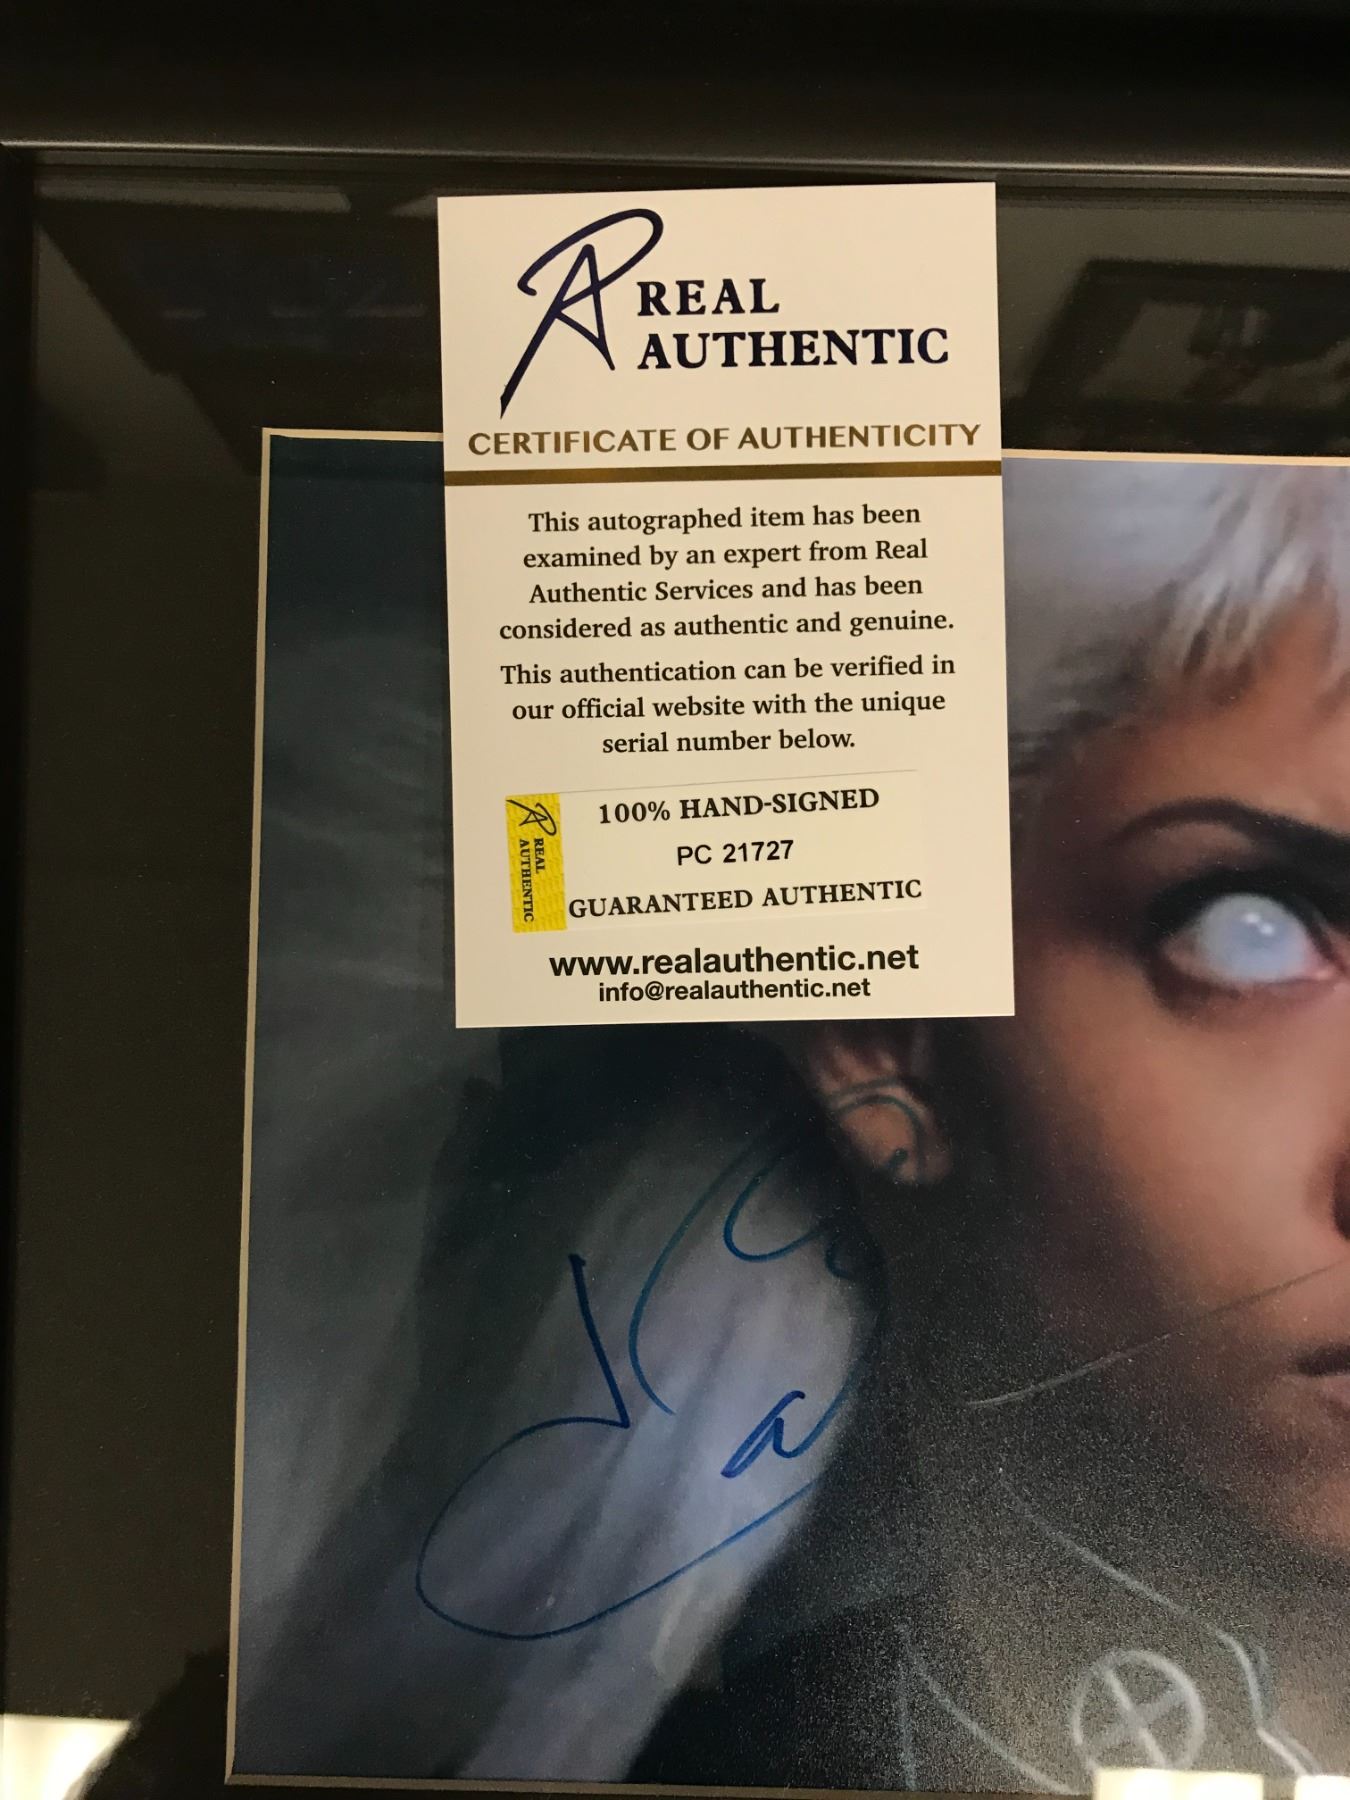 REAL
AUTHENTIC
CERTIFICATE OF AUTHENTICITY
This autographed item has been
examined by an expert from Real
Authentic Services and has been
considered as authentic and genuine.
This authentication can be verified in
our official website with the unique
serial number below.
REAL
AUTHENTIC
100% HAND-SIGNED
PC 21727
GUARANTEED AUTHENTIC
www.realauthentic.net
info@realauthentic.net